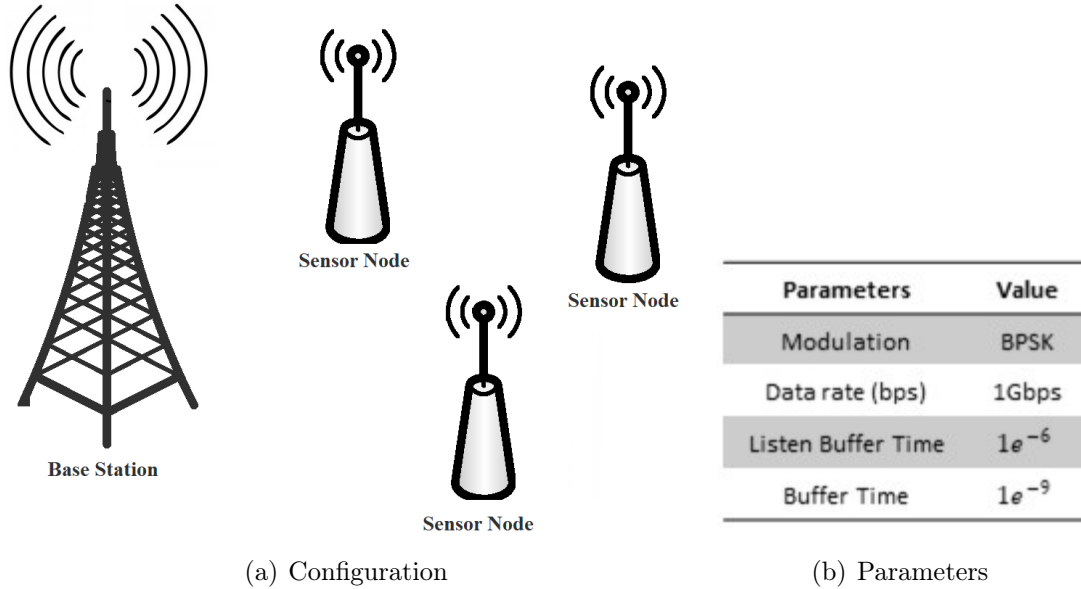 Sensor Node
Sensor Node
Base Station
Sensor Node
Parameters Value
Modulation BPSK
Data rate (bps) 1Gbps
Listen Buffer Time 1e⁻⁶
Buffer Time 1e⁻⁹
(a) Configuration
(b) Parameters